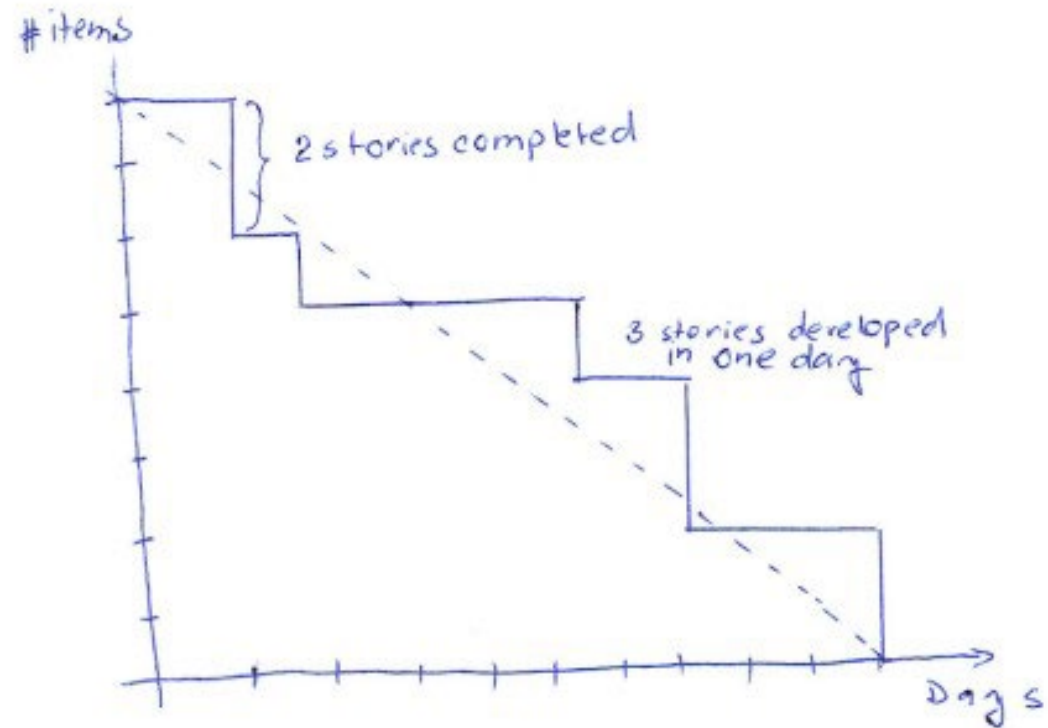 # items
2 stories completed
3 stories developed
in one day
Days